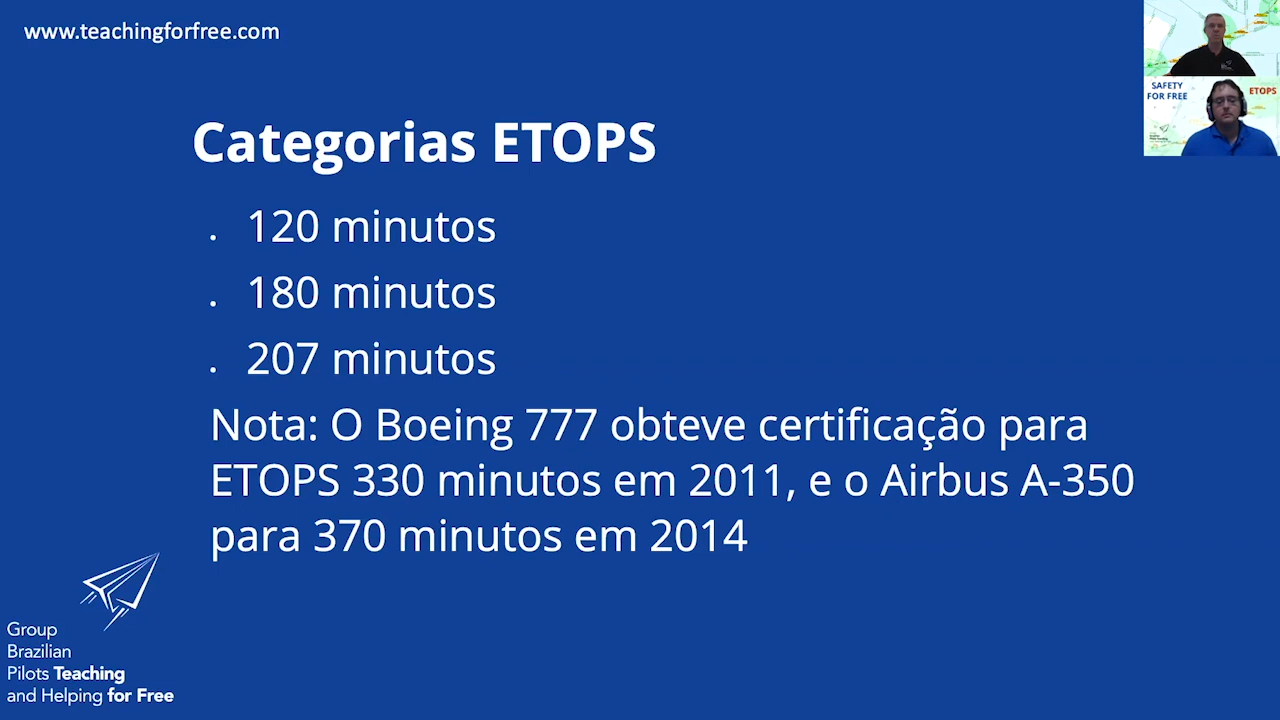 www.teachingforfree.com
SAFETY
FOR FREE
ETOPS
Categorias ETOPS
. 120 minutos
. 180 minutos
. 207 minutos
Nota: O Boeing 777 obteve certificação para
ETOPS 330 minutos em 2011, e o Airbus A-350
para 370 minutos em 2014
Group
Brazilian
Pilots Teaching
and Helping for Free